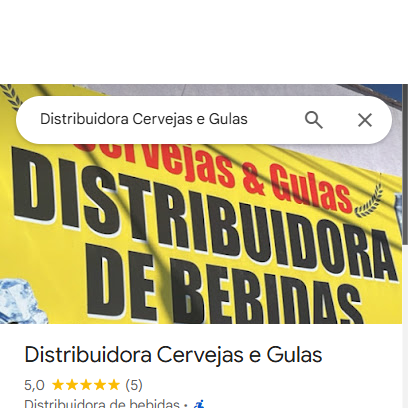 Distribuidora Cervejas e Gulas
Cervejas & Gulas
DISTRIBUIDORA
DE BEBIDAS
Distribuidora Cervejas e Gulas
5,0 (5)
Distribuidora de bebidas ·